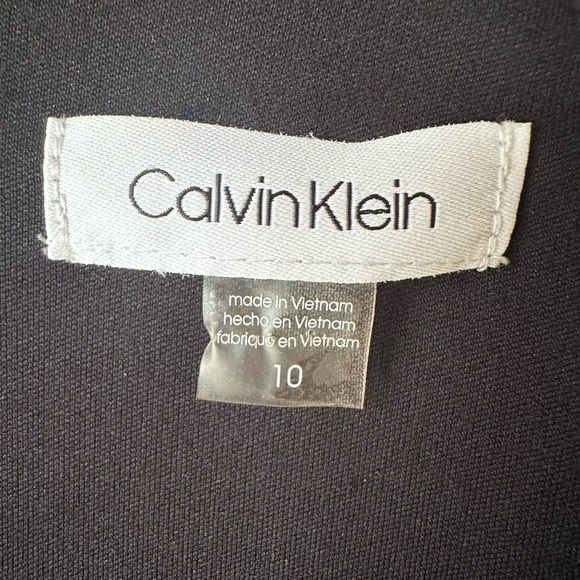 Calvin Klein
made in Vietnam
hecho en Vietnam
fabriqué en Vietnam
10